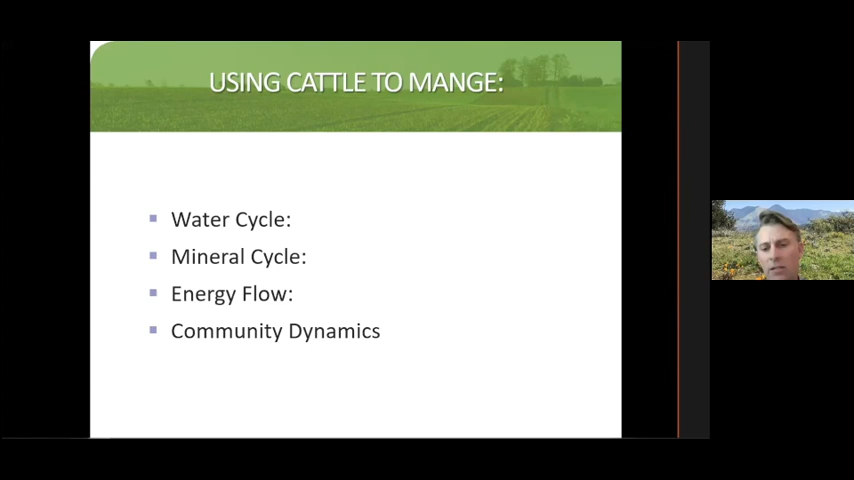 USING CATTLE TO MANGE:
Water Cycle:
Mineral Cycle:
Energy Flow:
Community Dynamics